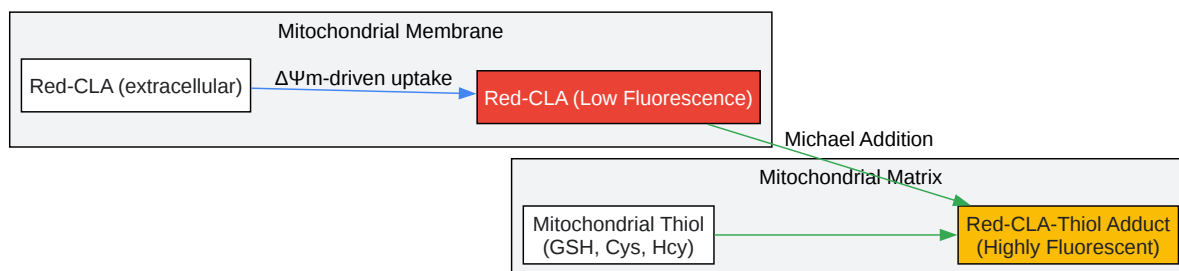 Mitochondrial Membrane
Red-CLA (extracellular)
ΔΨm-driven uptake
Red-CLA (Low Fluorescence)
Michael Addition
Mitochondrial Matrix
Mitochondrial Thiol
(GSH, Cys, Hcy)
Red-CLA-Thiol Adduct
(Highly Fluorescent)